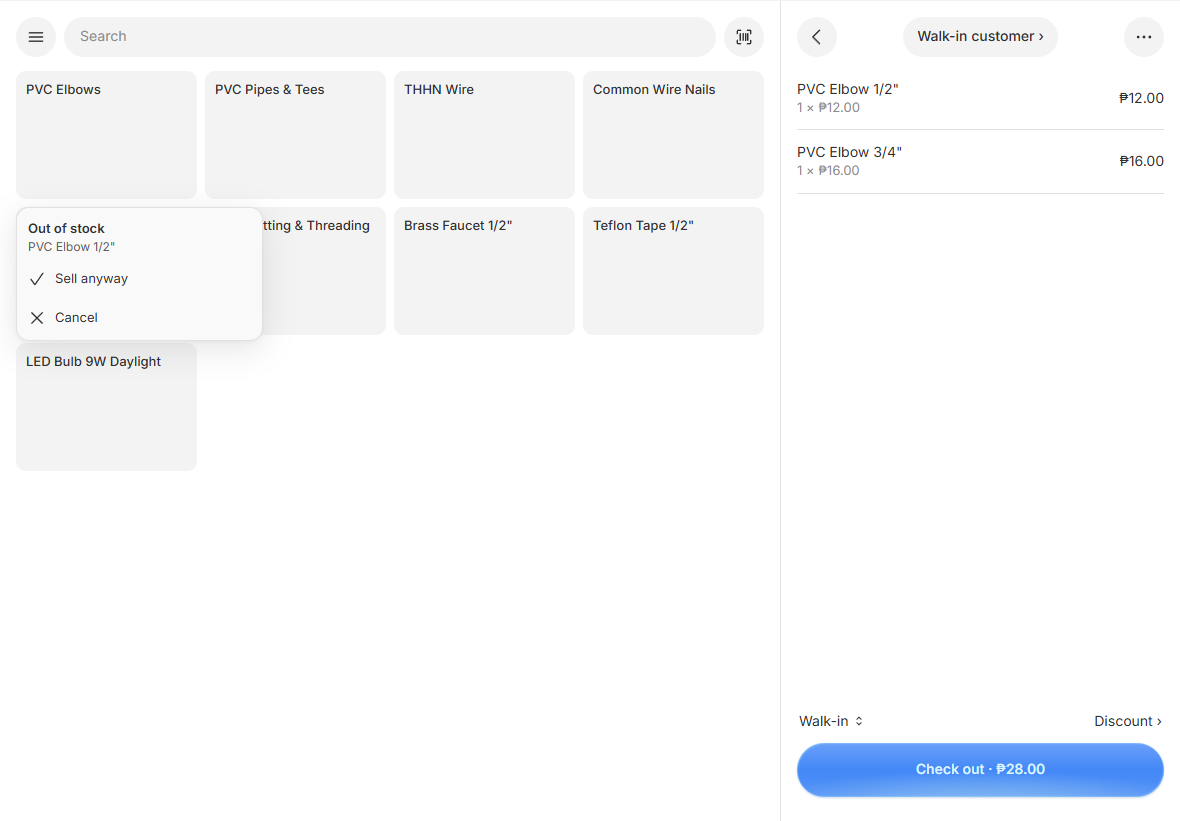 Search
Walk-in customer ›
PVC Elbows
PVC Pipes & Tees
THHN Wire
Common Wire Nails
Out of stock
PVC Elbow 1/2"
Sell anyway
Cancel
tting & Threading
Brass Faucet 1/2"
Teflon Tape 1/2"
LED Bulb 9W Daylight
PVC Elbow 1/2"
1 × ₱12.00
₱12.00
PVC Elbow 3/4"
1 × ₱16.00
₱16.00
Walk-in
Discount ›
Check out · ₱28.00